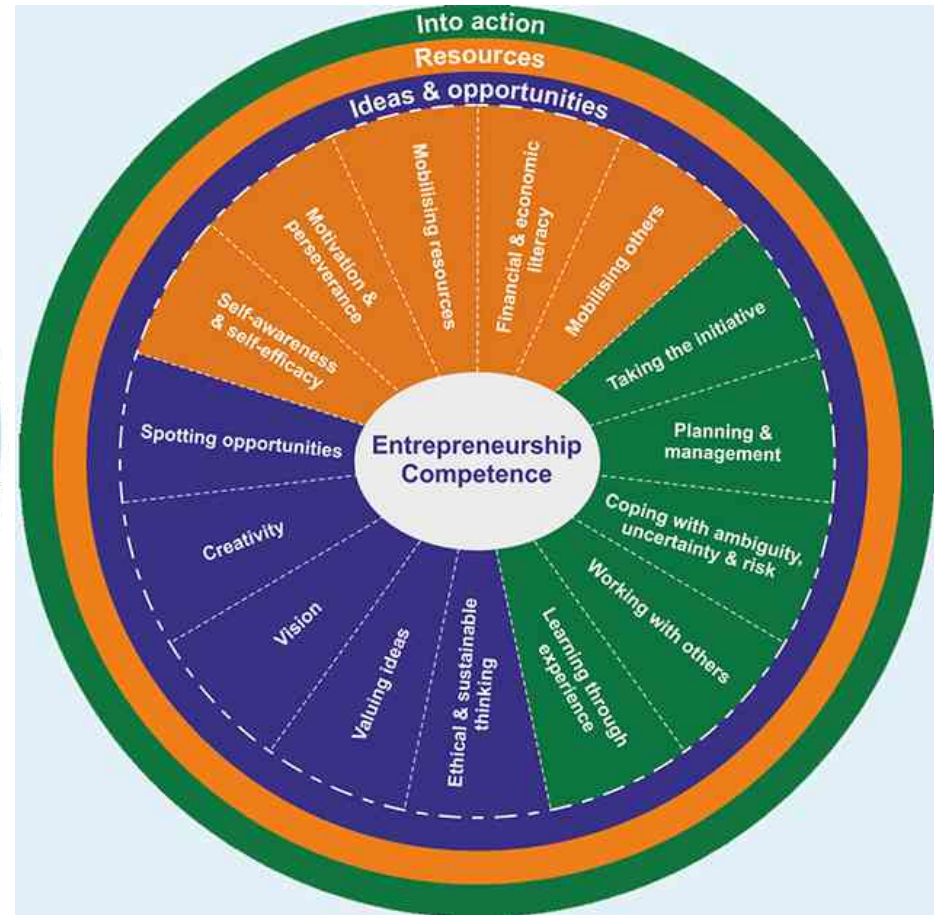 Into action
Resources
Ideas & opportunities
Mobilising resources
Financial & economic
literacy
Mobilising others
Taking the initiative
Planning &
management
Coping with ambiguity,
uncertainty & risk
Working with others
Learning through
experience
Ethical & sustainable
thinking
Valuing ideas
Vision
Creativity
Spotting opportunities
Self-awareness
& self-efficacy
Motivation &
perseverance
Entrepreneurship
Competence